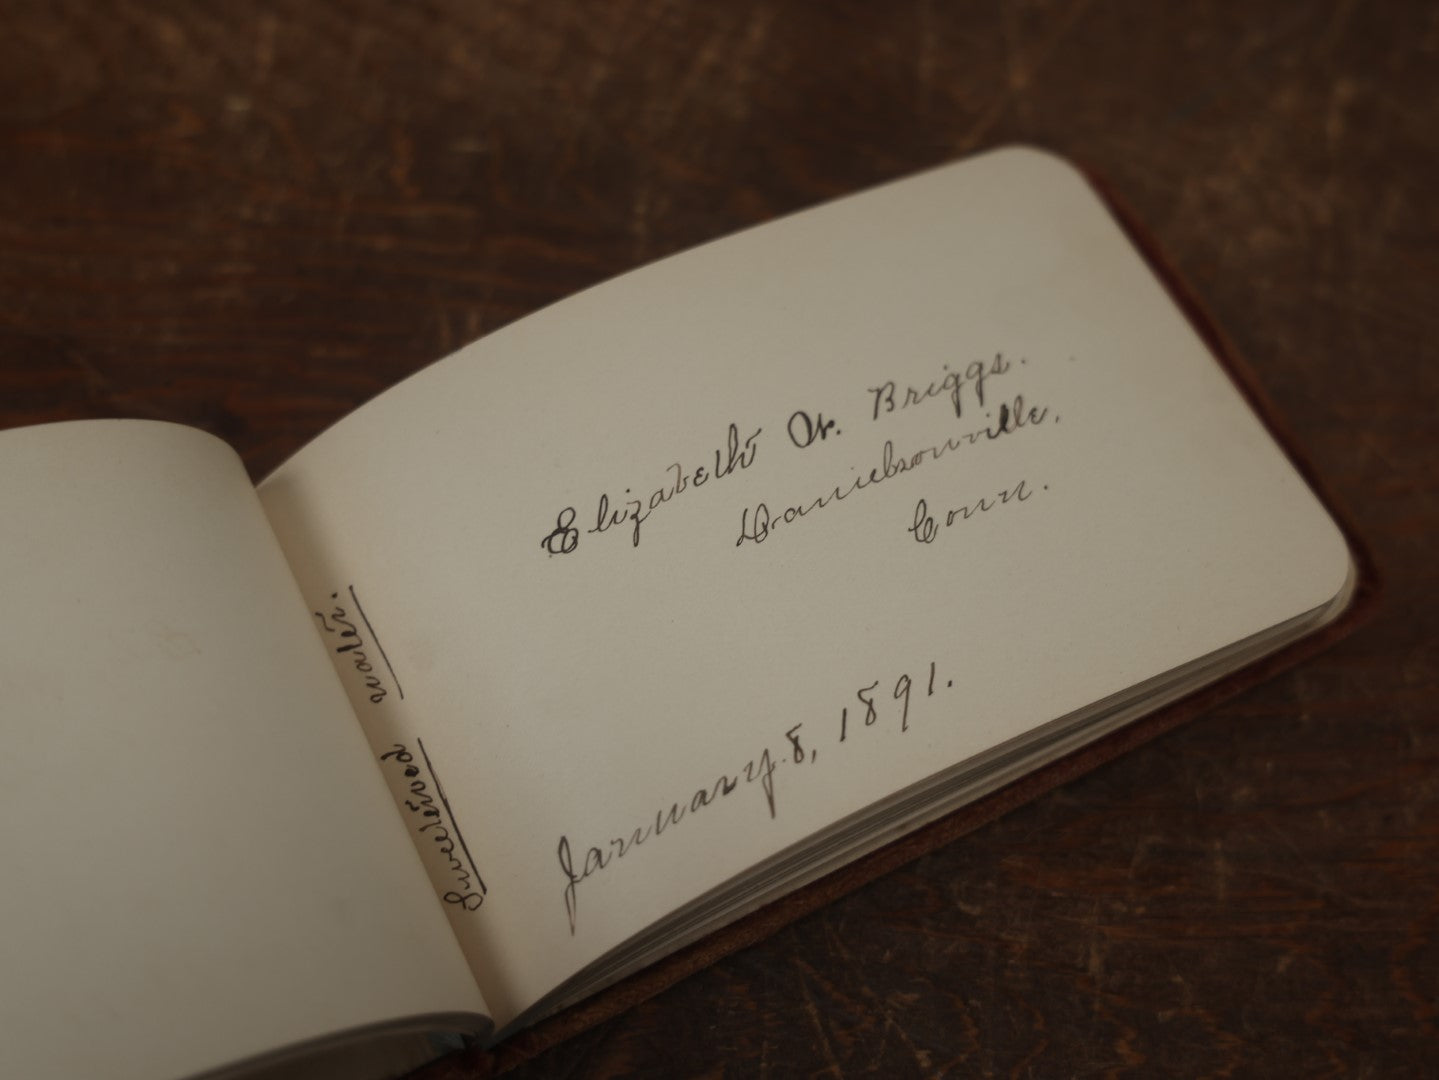 Elizabeth A. Briggs.
Danielsonville,
Conn.
January 8, 1891.
Sweetened water.